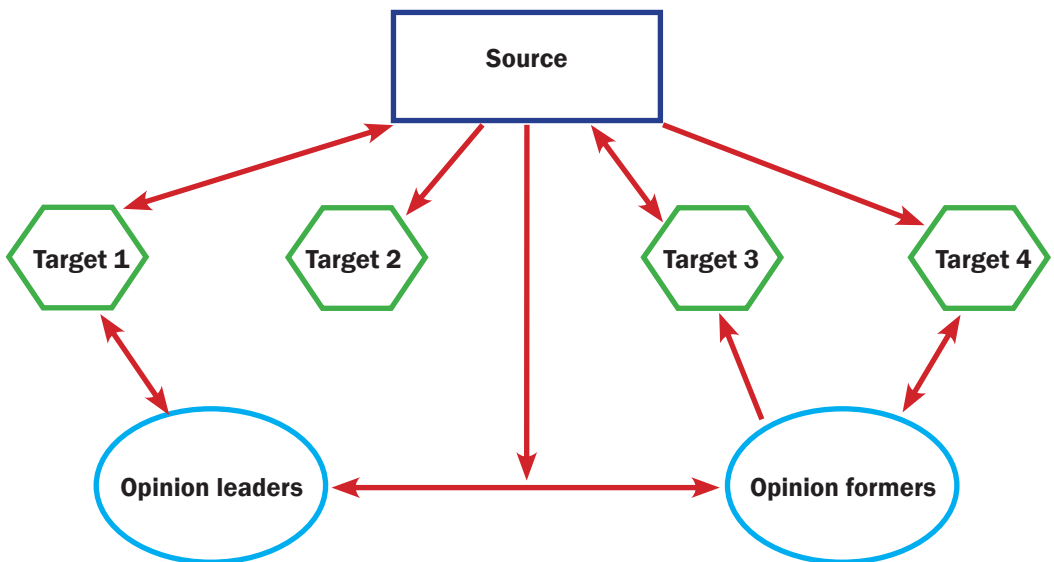 Source
Target 1
Target 2
Target 3
Target 4
Opinion leaders
Opinion formers